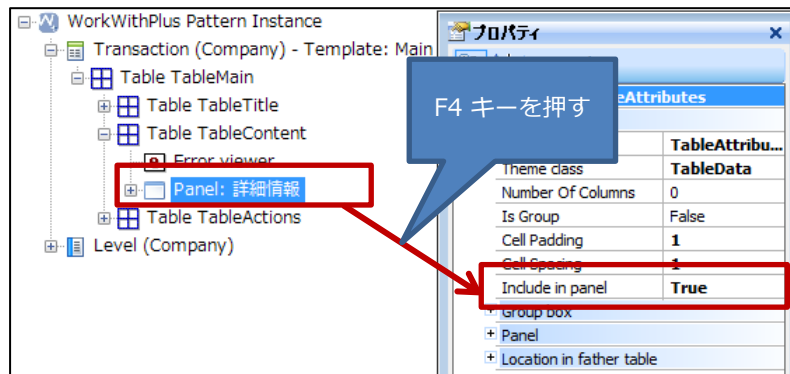 WorkWithPlus Pattern Instance
Transaction (Company) - Template: Main
Table TableMain
Table TableTitle
Table TableContent
Error viewer
Panel: 詳細情報
Table TableActions
Level (Company)
プロパティ
F4 キーを押す
Attributes
TableAttribu...
Theme class TableData
Number Of Columns 0
Is Group False
Cell Padding 1
Cell Spacing 1
Include in panel True
Group box
Panel
Location in father table